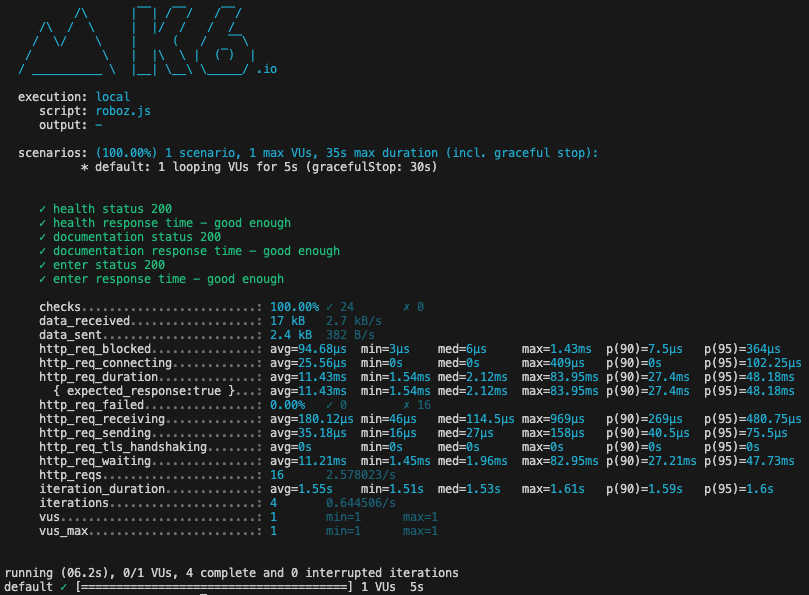 .io
execution: local
script: roboz.js
output: -
scenarios: (100.00%) 1 scenario, 1 max VUs, 35s max duration (incl. graceful stop):
* default: 1 looping VUs for 5s (gracefulStop: 30s)
✓ health status 200
✓ health response time - good enough
✓ documentation status 200
✓ documentation response time - good enough
✓ enter status 200
✓ enter response time - good enough
checks.........................: 100.00% ✓ 24 ✗ 0
data_received..................: 17 kB 2.7 kB/s
data_sent......................: 2.4 kB 382 B/s
http_req_blocked...............: avg=94.68µs min=3µs med=6µs max=1.43ms p(90)=7.5µs p(95)=364µs
http_req_connecting............: avg=25.56µs min=0s med=0s max=409µs p(90)=0s p(95)=102.25µs
http_req_duration..............: avg=11.43ms min=1.54ms med=2.12ms max=83.95ms p(90)=27.4ms p(95)=48.18ms
{ expected_response:true }...: avg=11.43ms min=1.54ms med=2.12ms max=83.95ms p(90)=27.4ms p(95)=48.18ms
http_req_failed................: 0.00% ✓ 0 ✗ 16
http_req_receiving.............: avg=180.12µs min=46µs med=114.5µs max=969µs p(90)=269µs p(95)=480.75µs
http_req_sending...............: avg=35.18µs min=16µs med=27µs max=158µs p(90)=40.5µs p(95)=75.5µs
http_req_tls_handshaking.......: avg=0s min=0s med=0s max=0s p(90)=0s p(95)=0s
http_req_waiting...............: avg=11.21ms min=1.45ms med=1.96ms max=82.95ms p(90)=27.21ms p(95)=47.73ms
http_reqs......................: 16 2.578023/s
iteration_duration.............: avg=1.55s min=1.51s med=1.53s max=1.61s p(90)=1.59s p(95)=1.6s
iterations.....................: 4 0.644506/s
vus............................: 1 min=1 max=1
vus_max........................: 1 min=1 max=1
running (06.2s), 0/1 VUs, 4 complete and 0 interrupted iterations
default ✓ [======================================] 1 VUs 5s